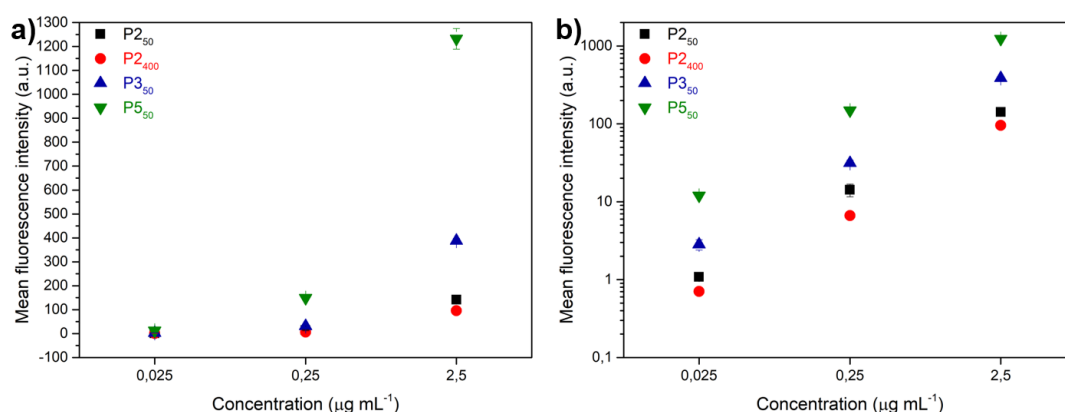 a)
Mean fluorescence intensity (a.u.)
1300
1200
1100
1000
900
800
700
600
500
400
300
200
100
0
-100
P2₅₀
P2₄₀₀
P3₅₀
P5₅₀
0,025
0,25
2,5
Concentration (μg mL⁻¹)
b)
Mean fluorescence intensity (a.u.)
1000
100
10
1
0,1
P2₅₀
P2₄₀₀
P3₅₀
P5₅₀
0,025
0,25
2,5
Concentration (μg mL⁻¹)